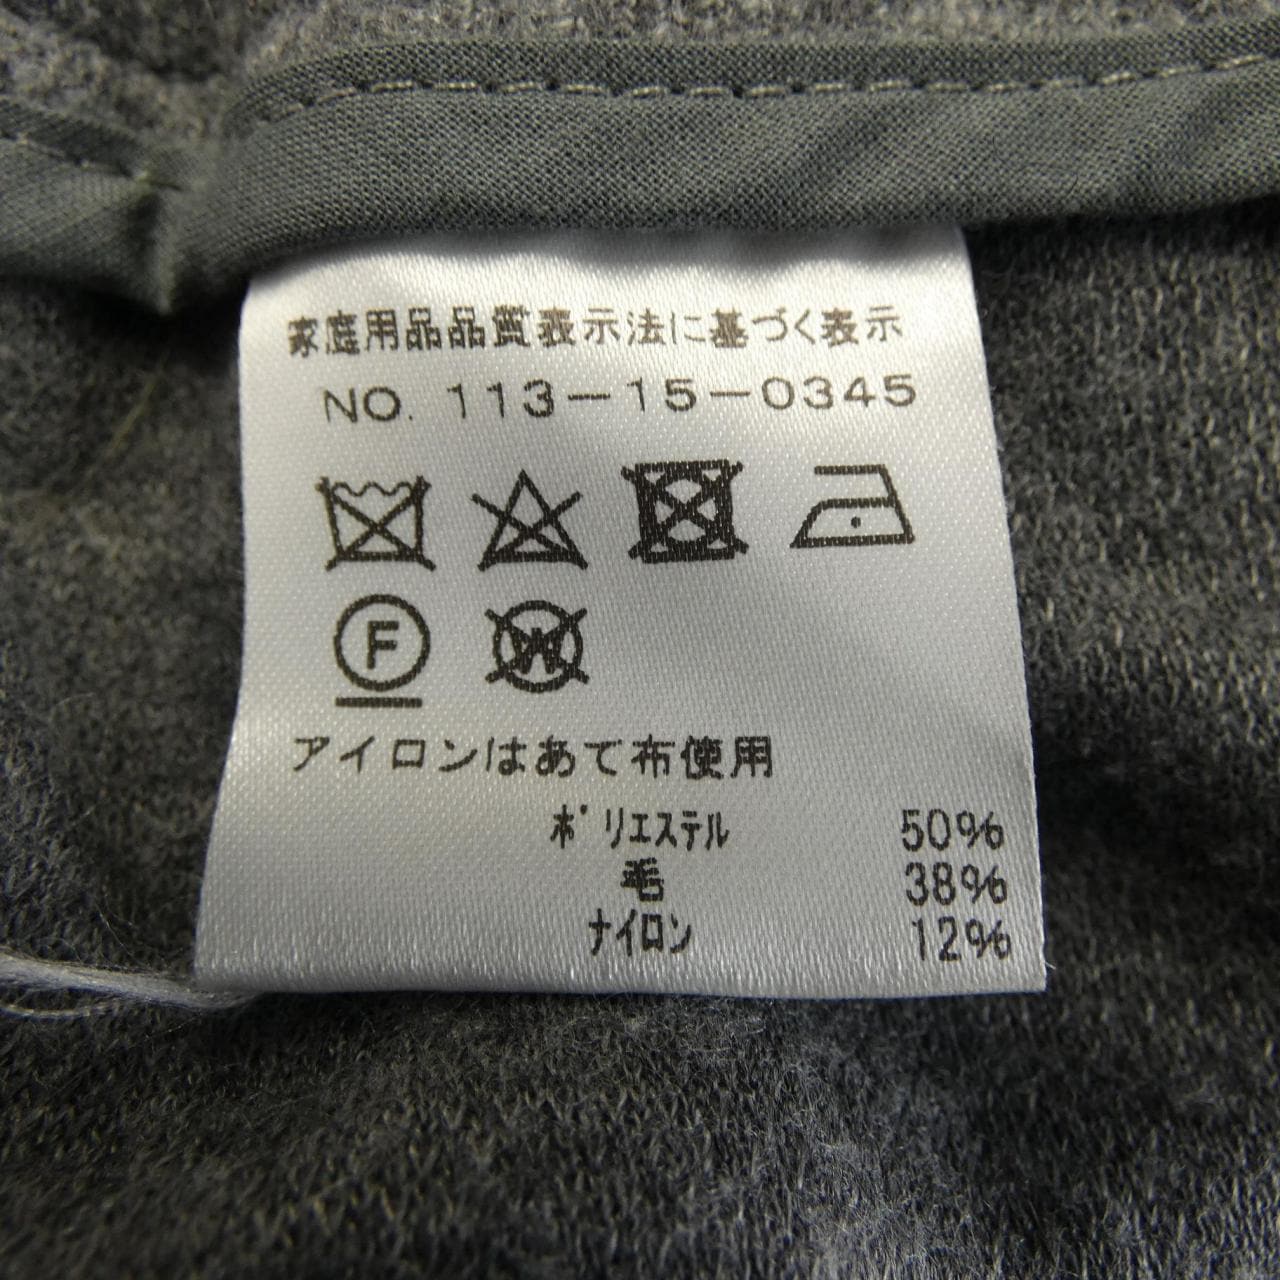 家庭用品品質表示法に基づく表示
NO. 113-15-0345
F W
アイロンはあて布使用
ポリエステル 50%
毛 38%
ナイロン 12%